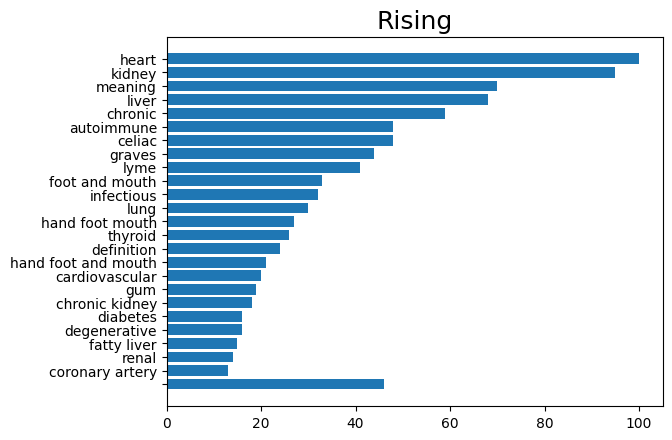 Rising
heart
kidney
meaning
liver
chronic
autoimmune
celiac
graves
lyme
foot and mouth
infectious
lung
hand foot mouth
thyroid
definition
hand foot and mouth
cardiovascular
gum
chronic kidney
diabetes
degenerative
fatty liver
renal
coronary artery
0 20 40 60 80 100